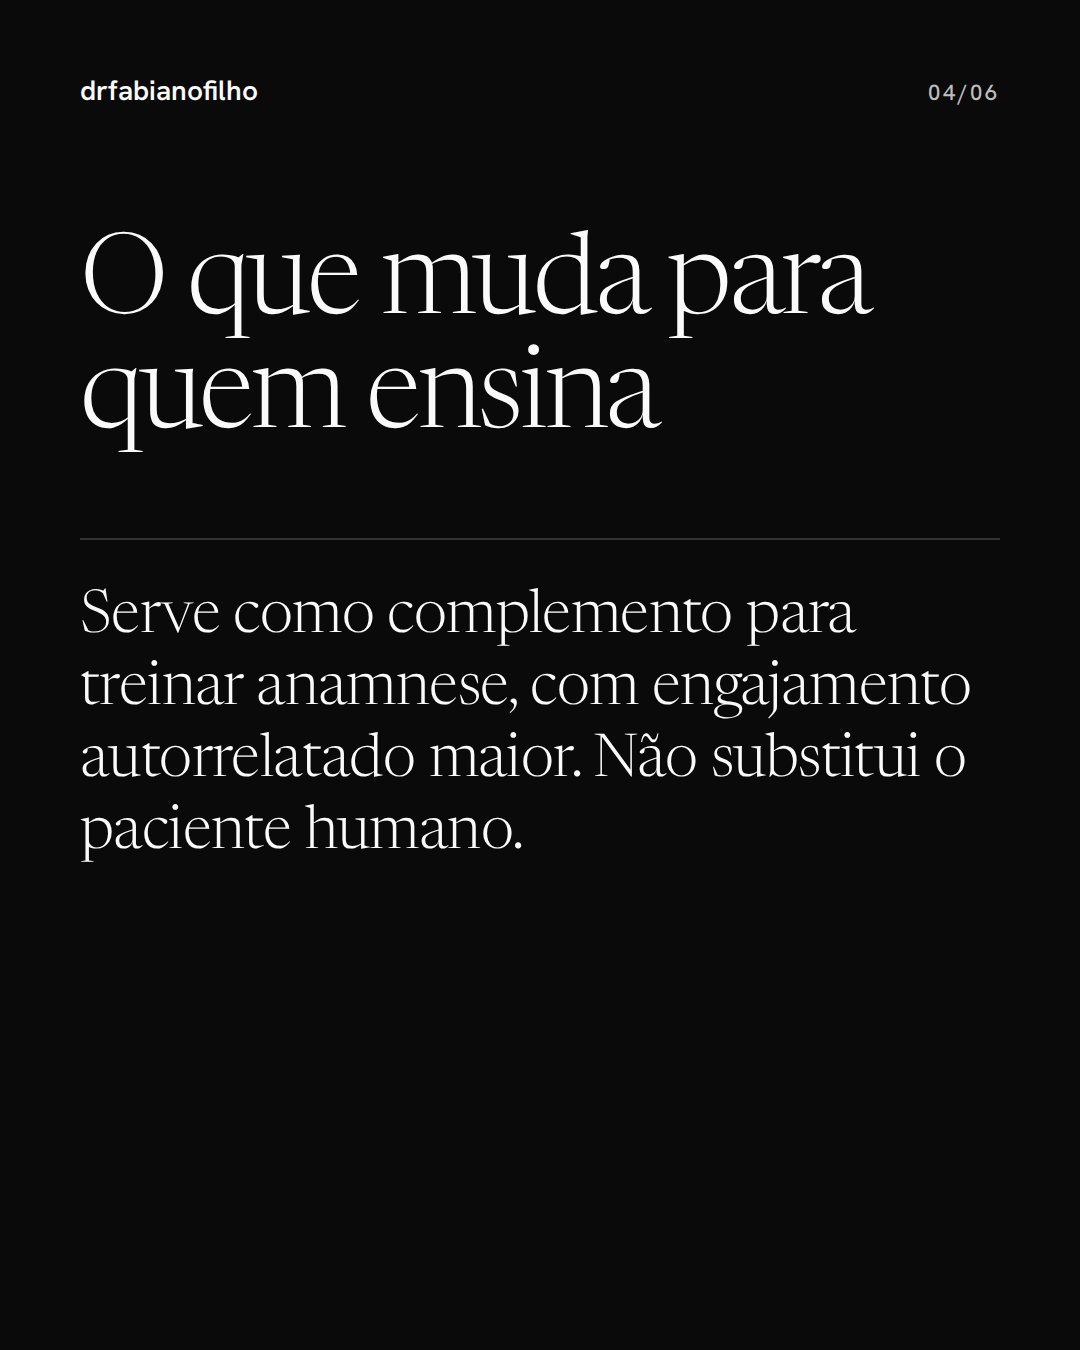 drfabianofilho
04/06
O que muda para
quem ensina
Serve como complemento para
treinar anamnese, com engajamento
autorrelatado maior. Não substitui o
paciente humano.